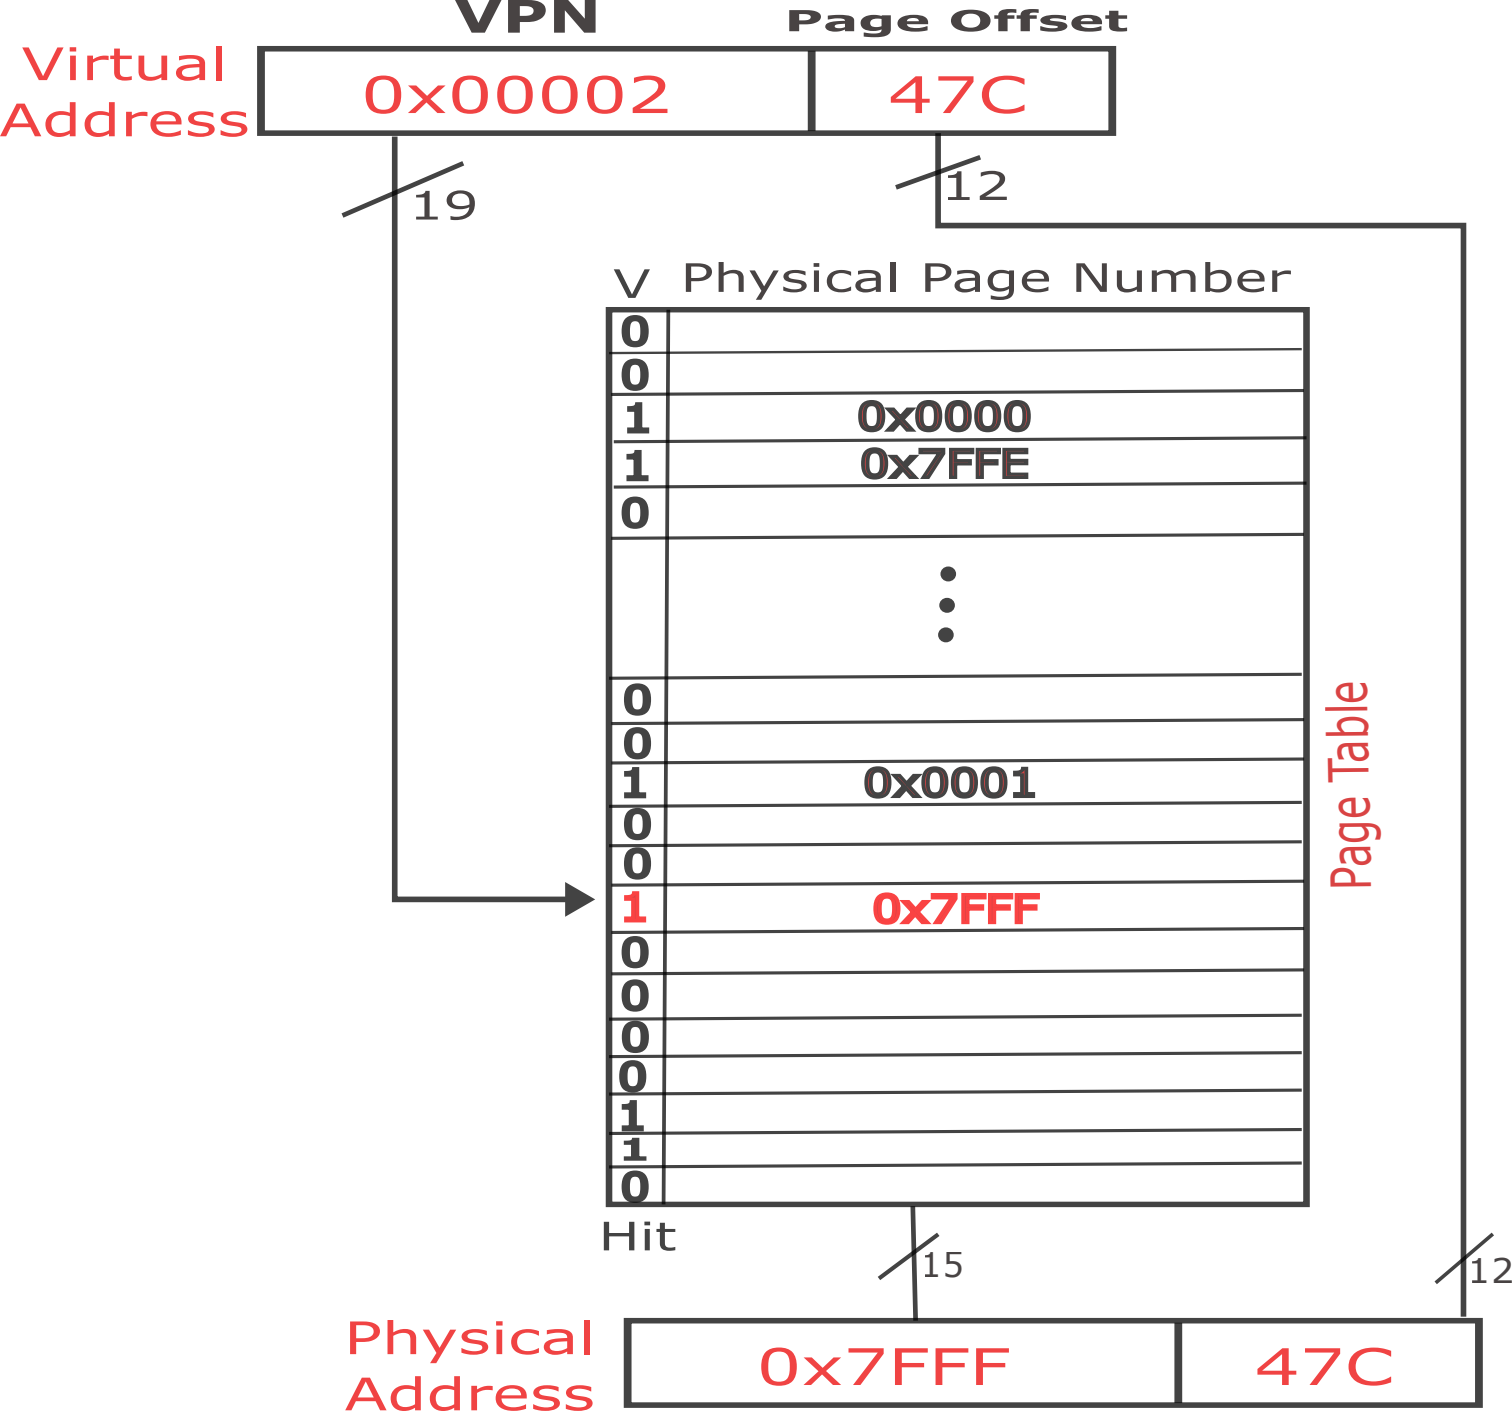 VPN
Page Offset
Virtual
Address
0x00002
47C
19
12
V
Physical Page Number
0
0
1 0x0000
1 0x7FFE
0
0
0
1 0x0001
0
0
1 0x7FFF
0
0
0
0
1
1
0
Page Table
Hit
15
12
Physical
Address
0x7FFF
47C